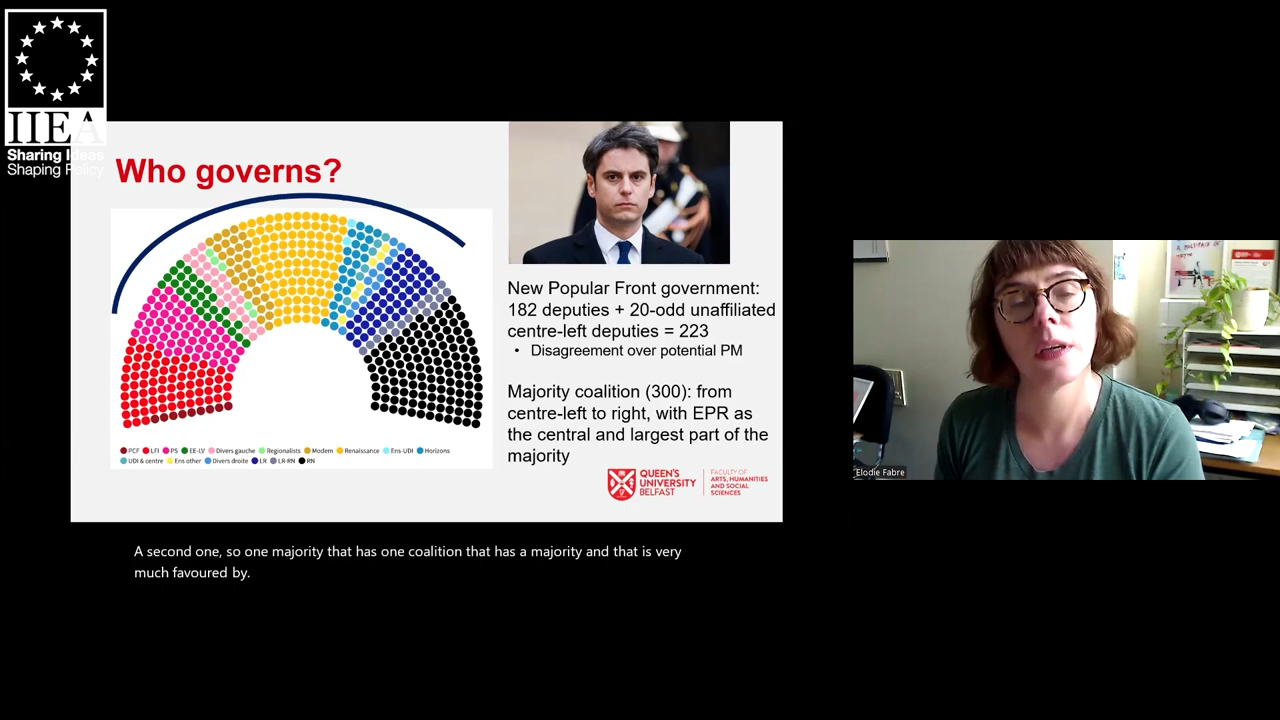 IIEA
Sharing Ideas
Shaping Policy
Who governs?
New Popular Front government:
182 deputies + 20-odd unaffiliated
centre-left deputies = 223
• Disagreement over potential PM
Majority coalition (300): from
centre-left to right, with EPR as
the central and largest part of the
majority
PCF LFI PS EE-LV Divers gauche Regionalists Modem Renaissance Ens-UDI Horizons
UDI & centre Ens other Divers droite LR LR-RN RN
QUEEN'S
UNIVERSITY
BELFAST
FACULTY OF
ARTS, HUMANITIES
AND SOCIAL
SCIENCES
Elodie Fabre
A second one, so one majority that has one coalition that has a majority and that is very
much favoured by.